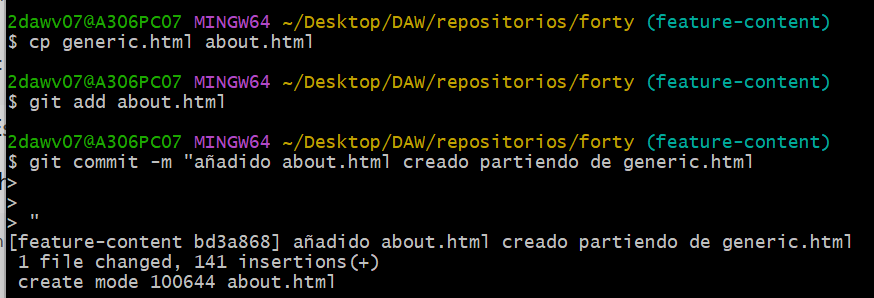 2dawv07@A306PC07 MINGW64 ~/Desktop/DAW/repositorios/forty (feature-content)
$ cp generic.html about.html
2dawv07@A306PC07 MINGW64 ~/Desktop/DAW/repositorios/forty (feature-content)
$ git add about.html
2dawv07@A306PC07 MINGW64 ~/Desktop/DAW/repositorios/forty (feature-content)
$ git commit -m "añadido about.html creado partiendo de generic.html
>
>
> "
[feature-content bd3a868] añadido about.html creado partiendo de generic.html
 1 file changed, 141 insertions(+)
 create mode 100644 about.html